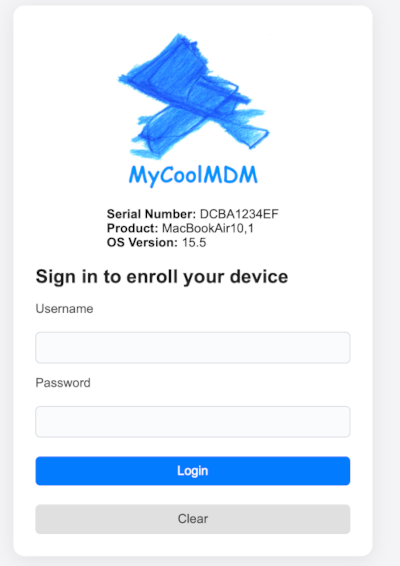 MyCoolMDM
Serial Number: DCBA1234EF
Product: MacBookAir10,1
OS Version: 15.5
Sign in to enroll your device
Username
Password
Login
Clear